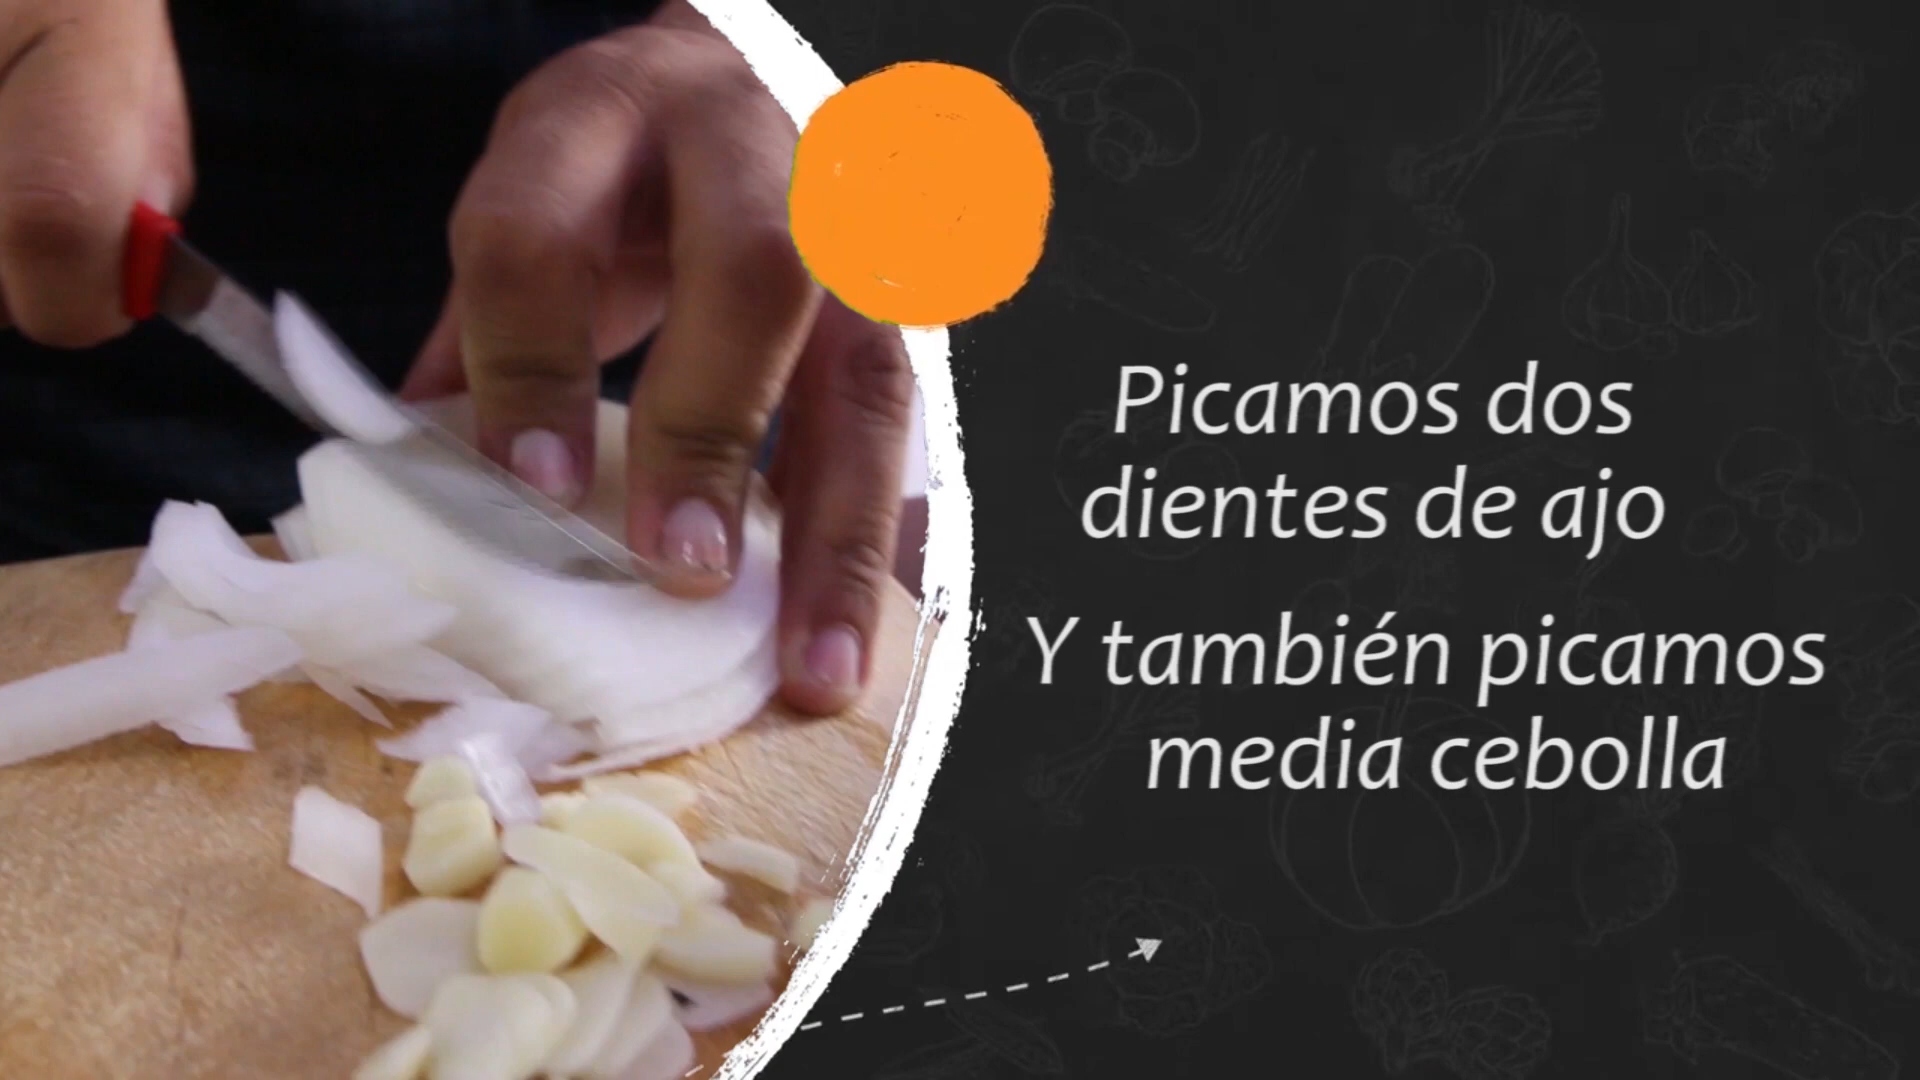 Picamos dos
dientes de ajo
Y también picamos
media cebolla